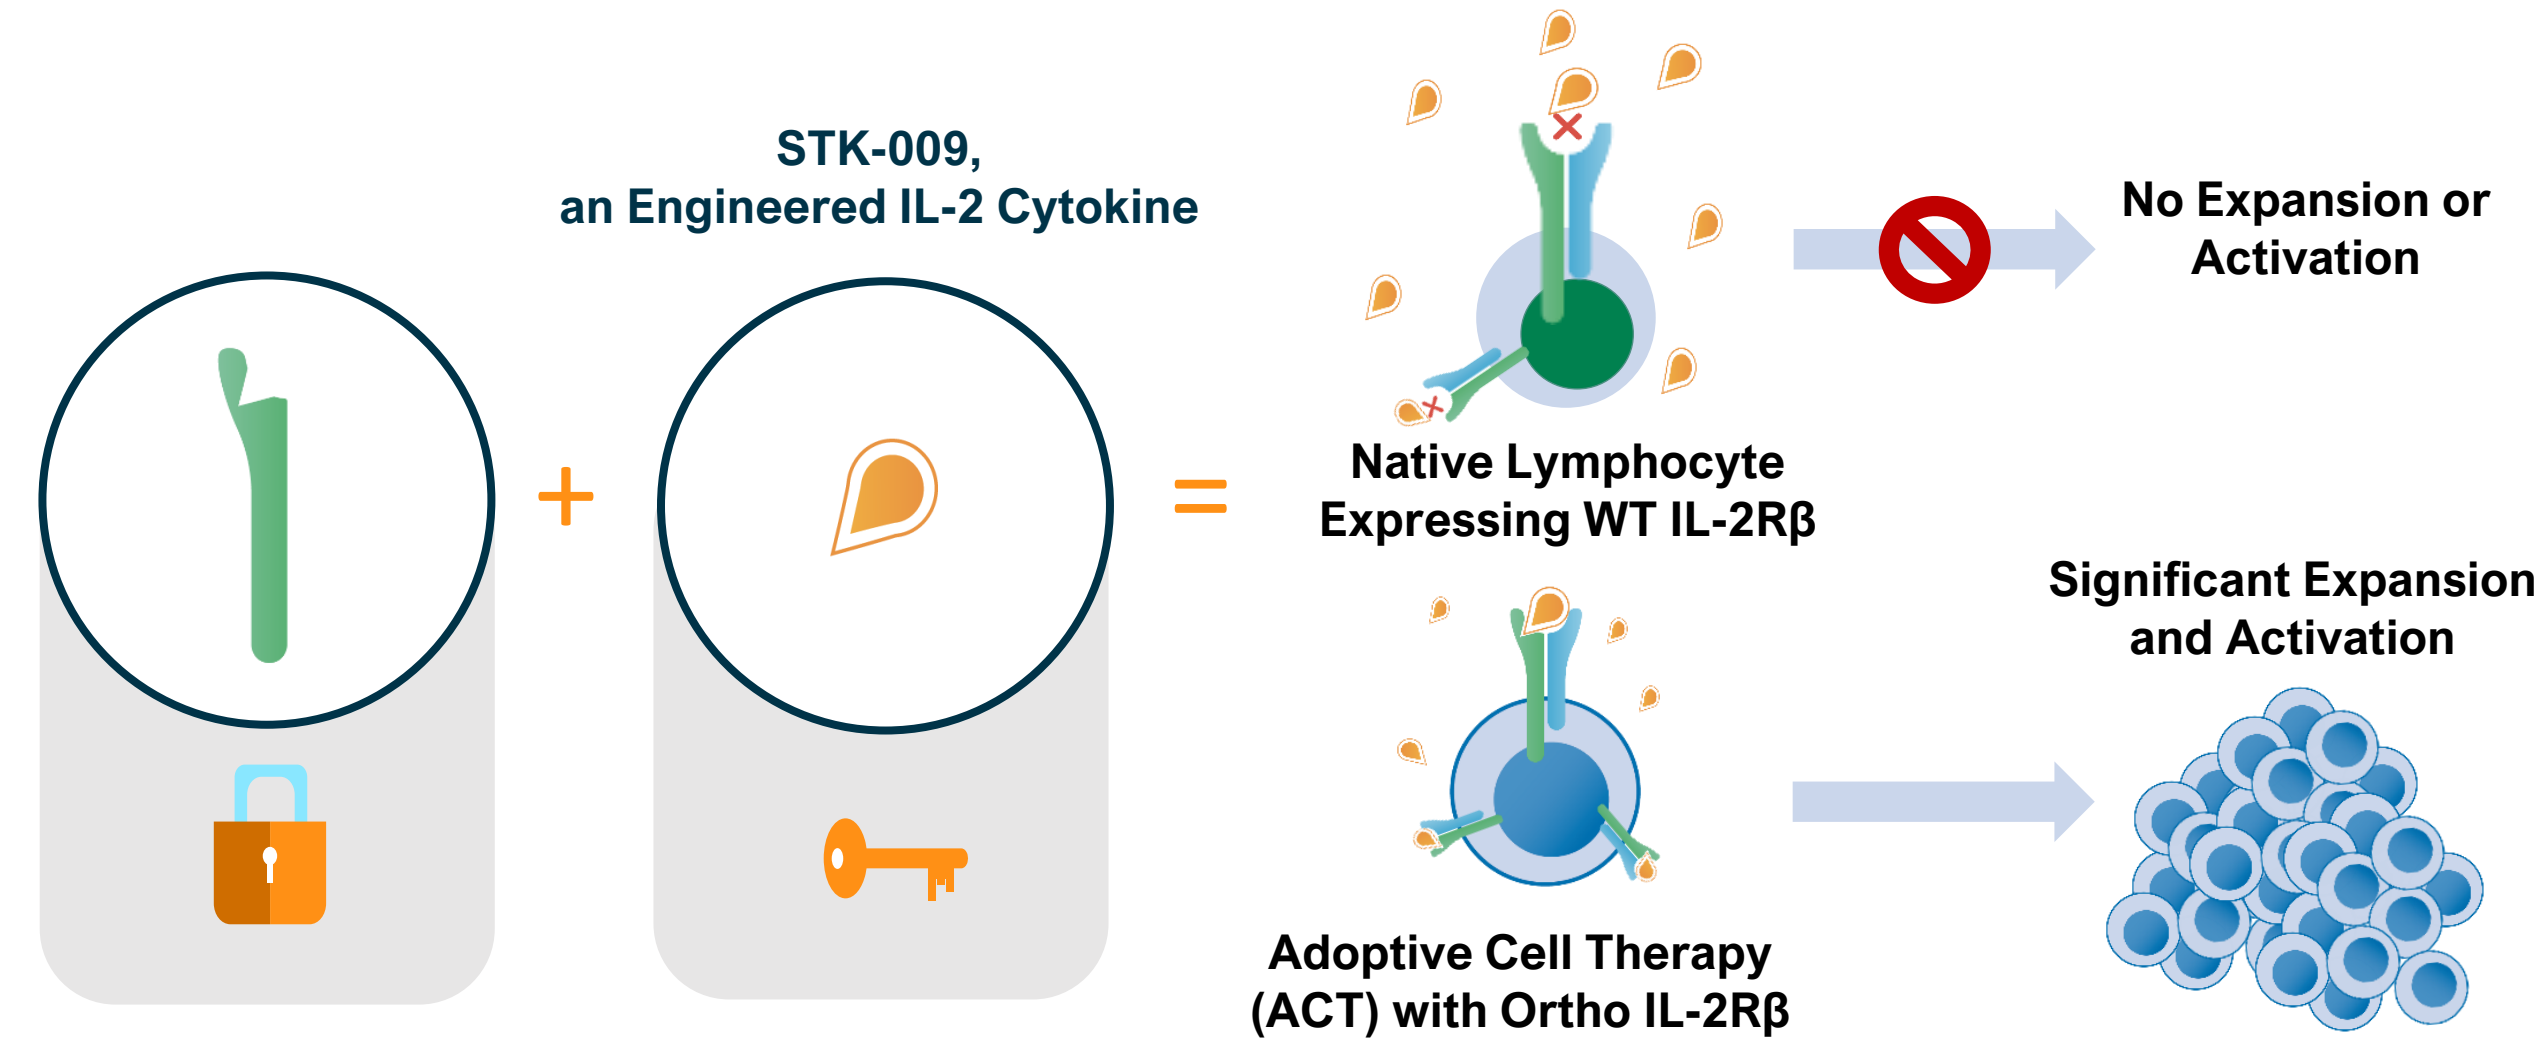 STK-009,
an Engineered IL-2 Cytokine
No Expansion or
Activation
Native Lymphocyte
Expressing WT IL-2Rβ
Significant Expansion
and Activation
Adoptive Cell Therapy
(ACT) with Ortho IL-2Rβ